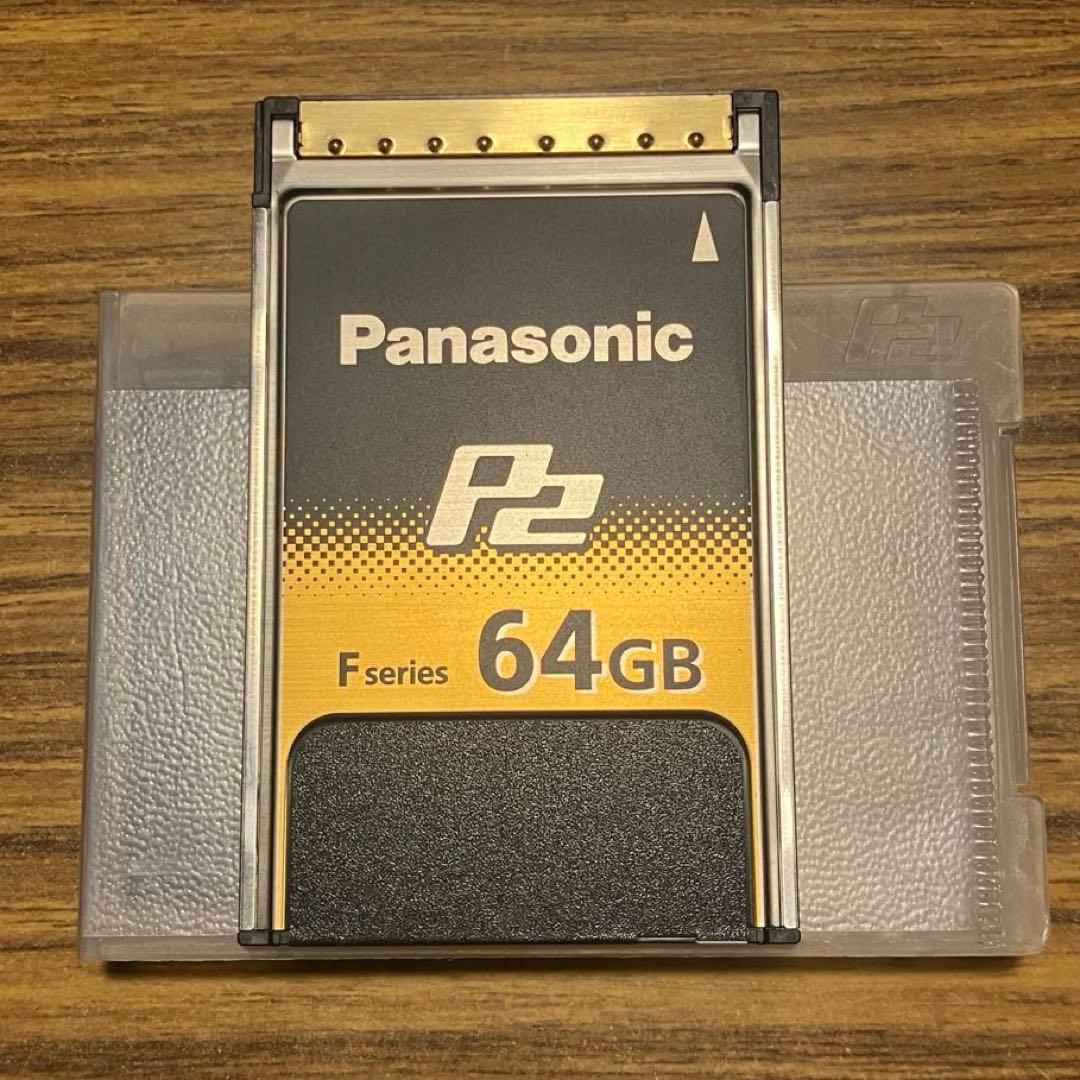 Panasonic
P2
F series 64GB
P2